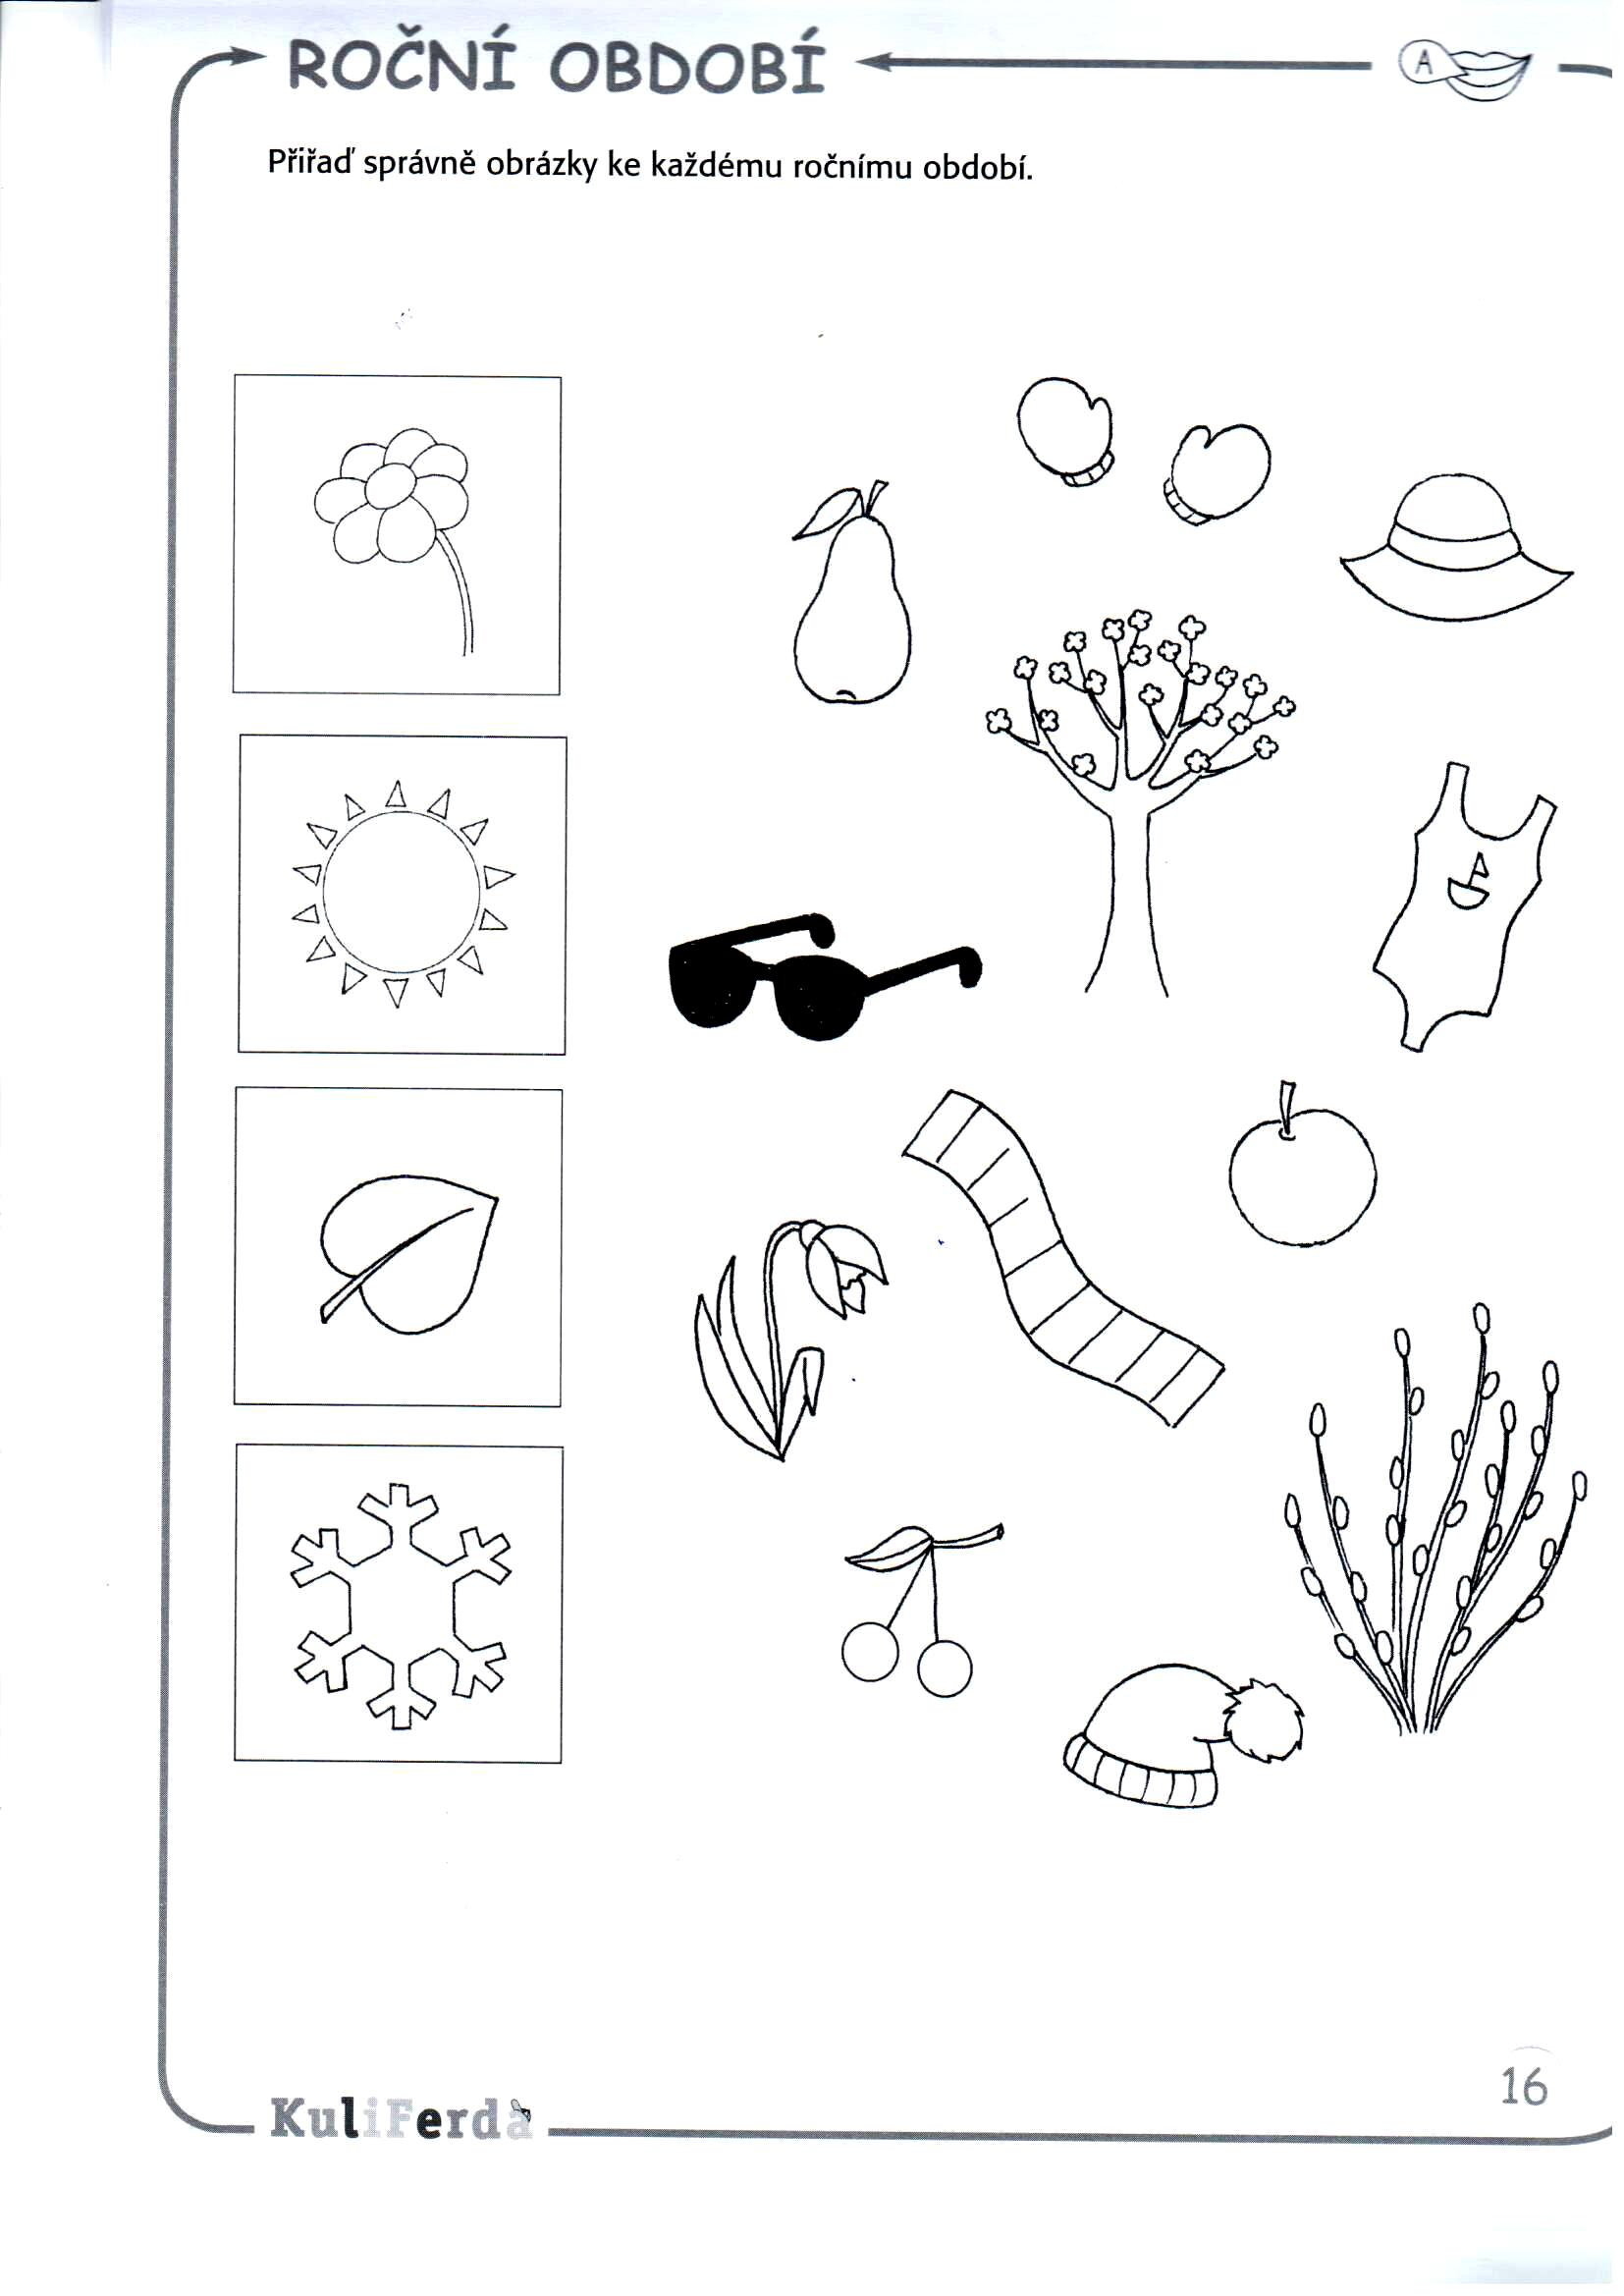 ROČNÍ OBDOBÍ
A
Přiřaď správně obrázky ke každému ročnímu období.
16
KuliFerda